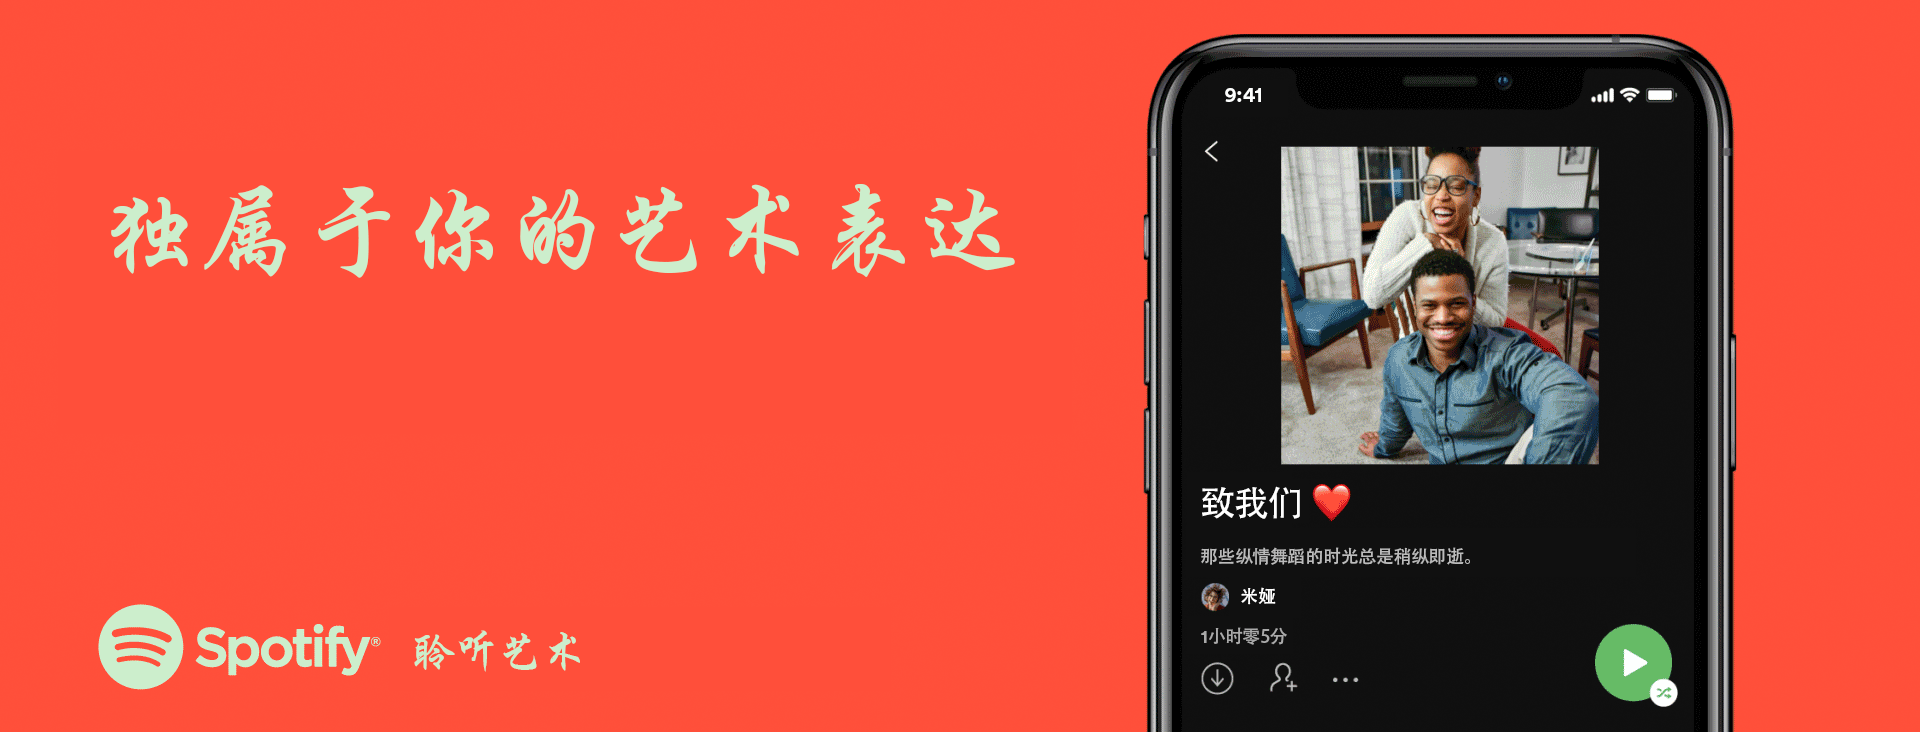 独属于你的艺术表达
Spotify® 聆听艺术
9:41
致我们 ❤️
那些纵情舞蹈的时光总是稍纵即逝。
米娅
1小时零5分